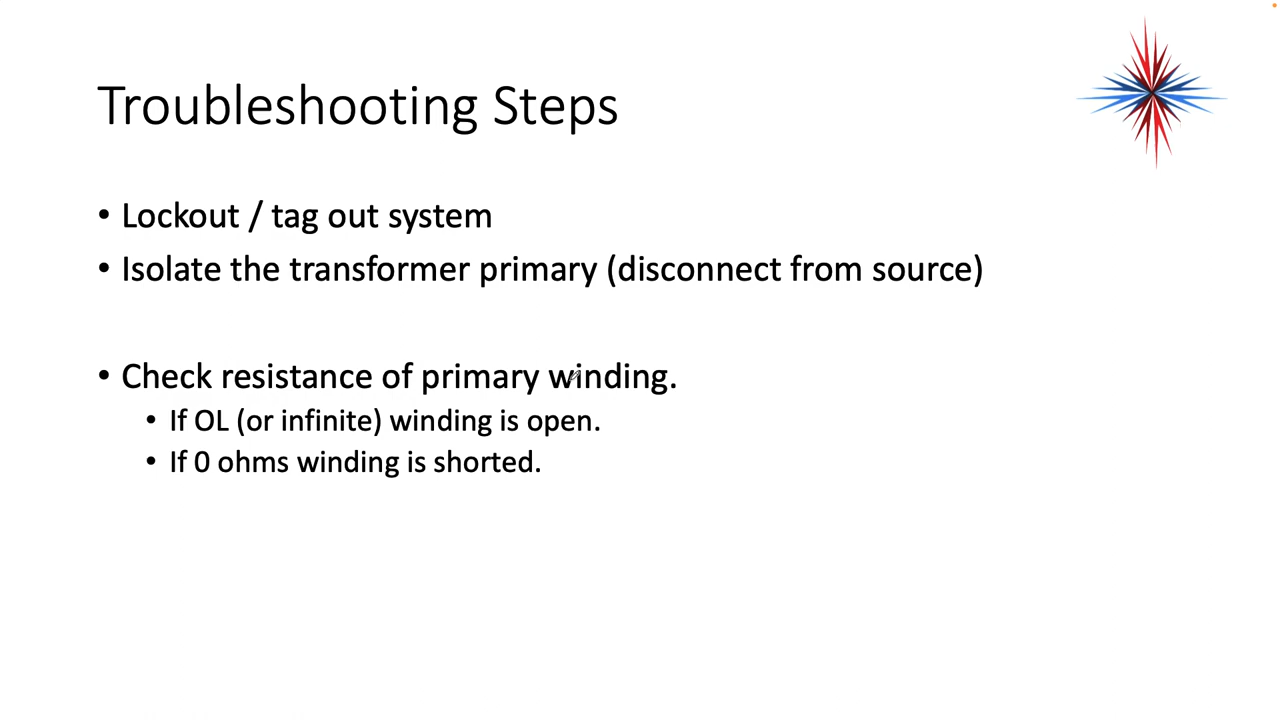 Troubleshooting Steps
• Lockout / tag out system
• Isolate the transformer primary (disconnect from source)
• Check resistance of primary winding.
• If OL (or infinite) winding is open.
• If 0 ohms winding is shorted.